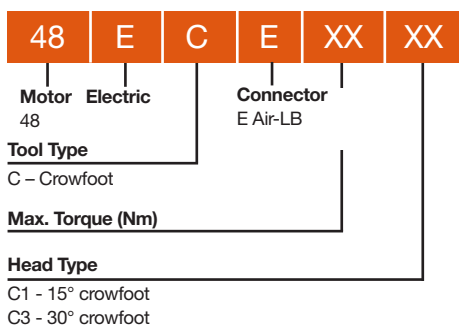 48 E C E XX XX
Motor Electric Connector
48 E Air-LB
Tool Type
C – Crowfoot
Max. Torque (Nm)
Head Type
C1 - 15° crowfoot
C3 - 30° crowfoot